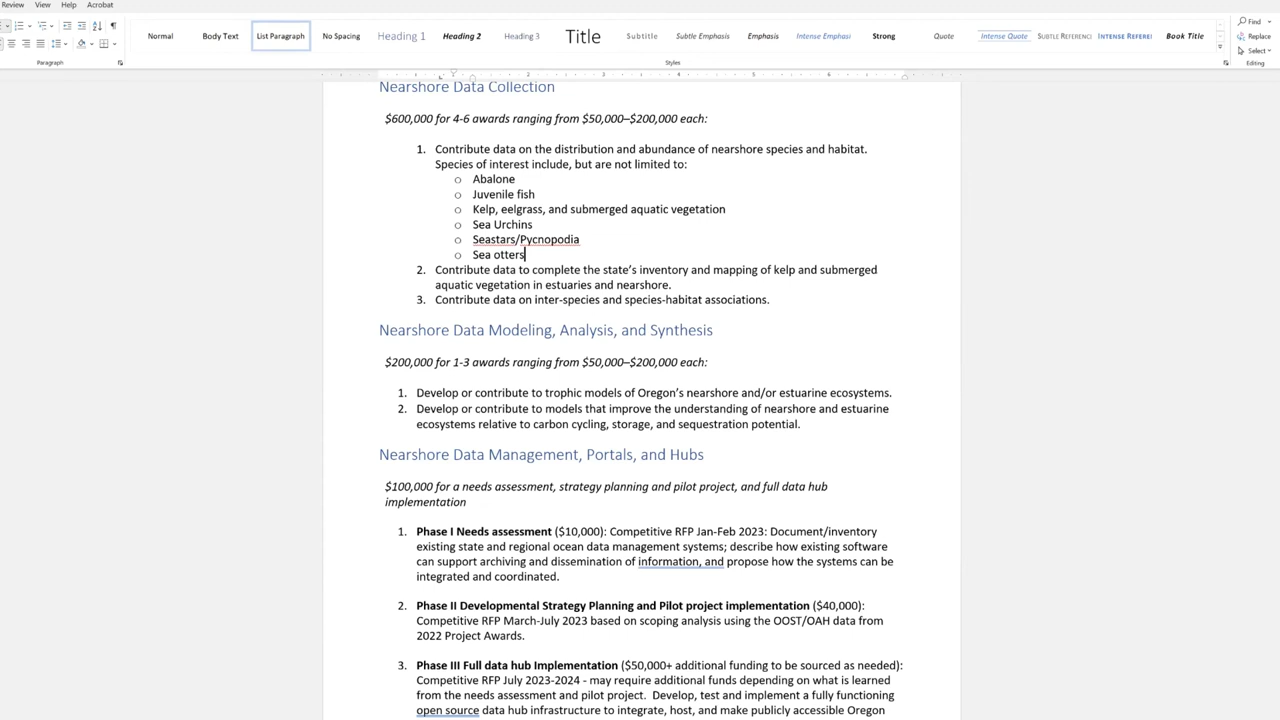 Review View Help Acrobat
Normal Body Text List Paragraph No Spacing Heading 1 Heading 2 Heading 3 Title Subtitle Subtle Emphasis Emphasis Intense Emphasi Strong Quote Intense Quote Subtle Referenc Intense Referei Book Title
Find
Replace
Select
Paragraph Styles Editing
Nearshore Data Collection
$600,000 for 4-6 awards ranging from $50,000–$200,000 each:
1. Contribute data on the distribution and abundance of nearshore species and habitat.
Species of interest include, but are not limited to:
o Abalone
o Juvenile fish
o Kelp, eelgrass, and submerged aquatic vegetation
o Sea Urchins
o Seastars/Pycnopodia
o Sea otters
2. Contribute data to complete the state's inventory and mapping of kelp and submerged
aquatic vegetation in estuaries and nearshore.
3. Contribute data on inter-species and species-habitat associations.
Nearshore Data Modeling, Analysis, and Synthesis
$200,000 for 1-3 awards ranging from $50,000–$200,000 each:
1. Develop or contribute to trophic models of Oregon's nearshore and/or estuarine ecosystems.
2. Develop or contribute to models that improve the understanding of nearshore and estuarine
ecosystems relative to carbon cycling, storage, and sequestration potential.
Nearshore Data Management, Portals, and Hubs
$100,000 for a needs assessment, strategy planning and pilot project, and full data hub
implementation
1. Phase I Needs assessment ($10,000): Competitive RFP Jan-Feb 2023: Document/inventory
existing state and regional ocean data management systems; describe how existing software
can support archiving and dissemination of information, and propose how the systems can be
integrated and coordinated.
2. Phase II Developmental Strategy Planning and Pilot project implementation ($40,000):
Competitive RFP March-July 2023 based on scoping analysis using the OOST/OAH data from
2022 Project Awards.
3. Phase III Full data hub Implementation ($50,000+ additional funding to be sourced as needed):
Competitive RFP July 2023-2024 - may require additional funds depending on what is learned
from the needs assessment and pilot project. Develop, test and implement a fully functioning
open source data hub infrastructure to integrate, host, and make publicly accessible Oregon